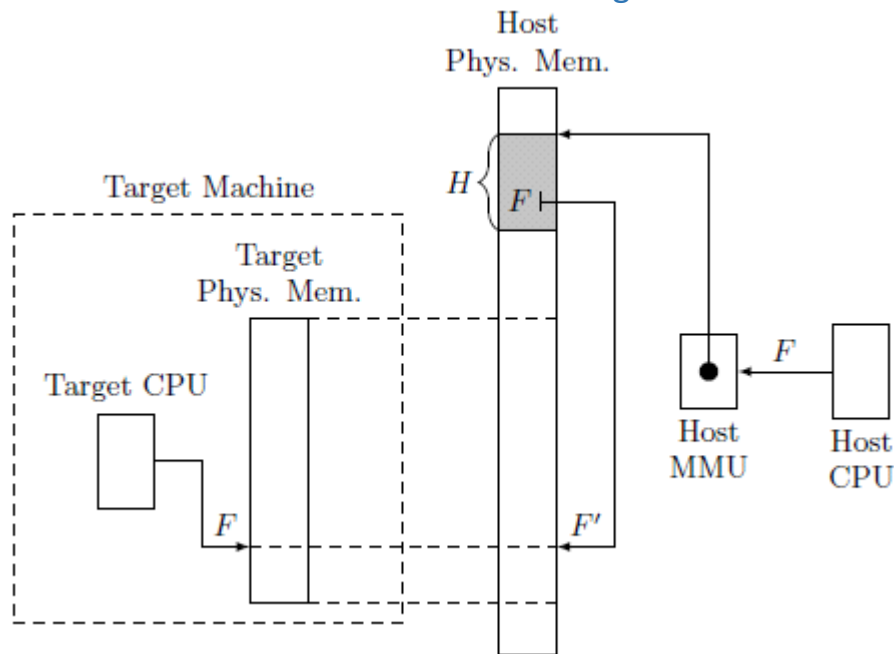 Host
Phys. Mem.
H
F
Target Machine
Target
Phys. Mem.
F
Target CPU
Host
MMU
Host
CPU
F
F′